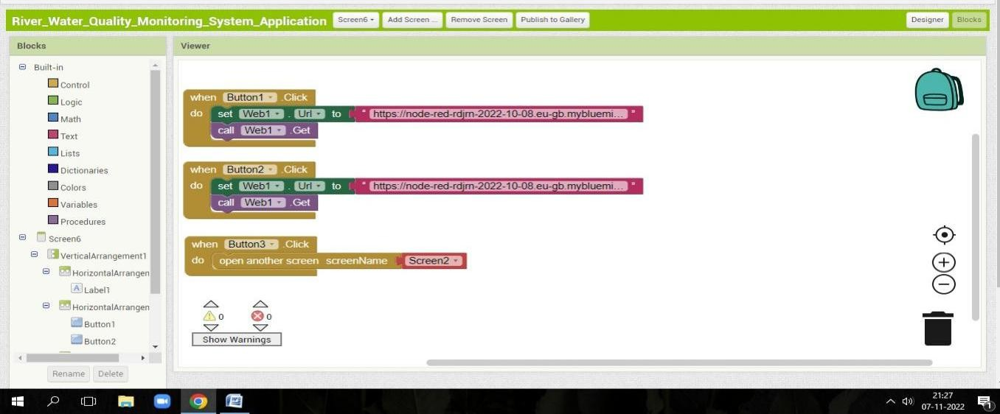 River_Water_Quality_Monitoring_System_Application Screen6 Add Screen ... Remove Screen Publish to Gallery Designer Blocks
Blocks
Viewer
Built-in
Control
Logic
Math
Text
Lists
Dictionaries
Colors
Variables
Procedures
Screen6
VerticalArrangement1
HorizontalArrangen
A Label1
HorizontalArrangen
Button1
Button2
Rename Delete
when Button1 .Click
do set Web1 . Url to " https://node-red-rdjrn-2022-10-08.eu-gb.mybluemi... "
call Web1 .Get
when Button2 .Click
do set Web1 . Url to " https://node-red-rdjrn-2022-10-08.eu-gb.mybluemi... "
call Web1 .Get
when Button3 .Click
do open another screen screenName Screen2
0 0
Show Warnings
21:27
07-11-2022
1